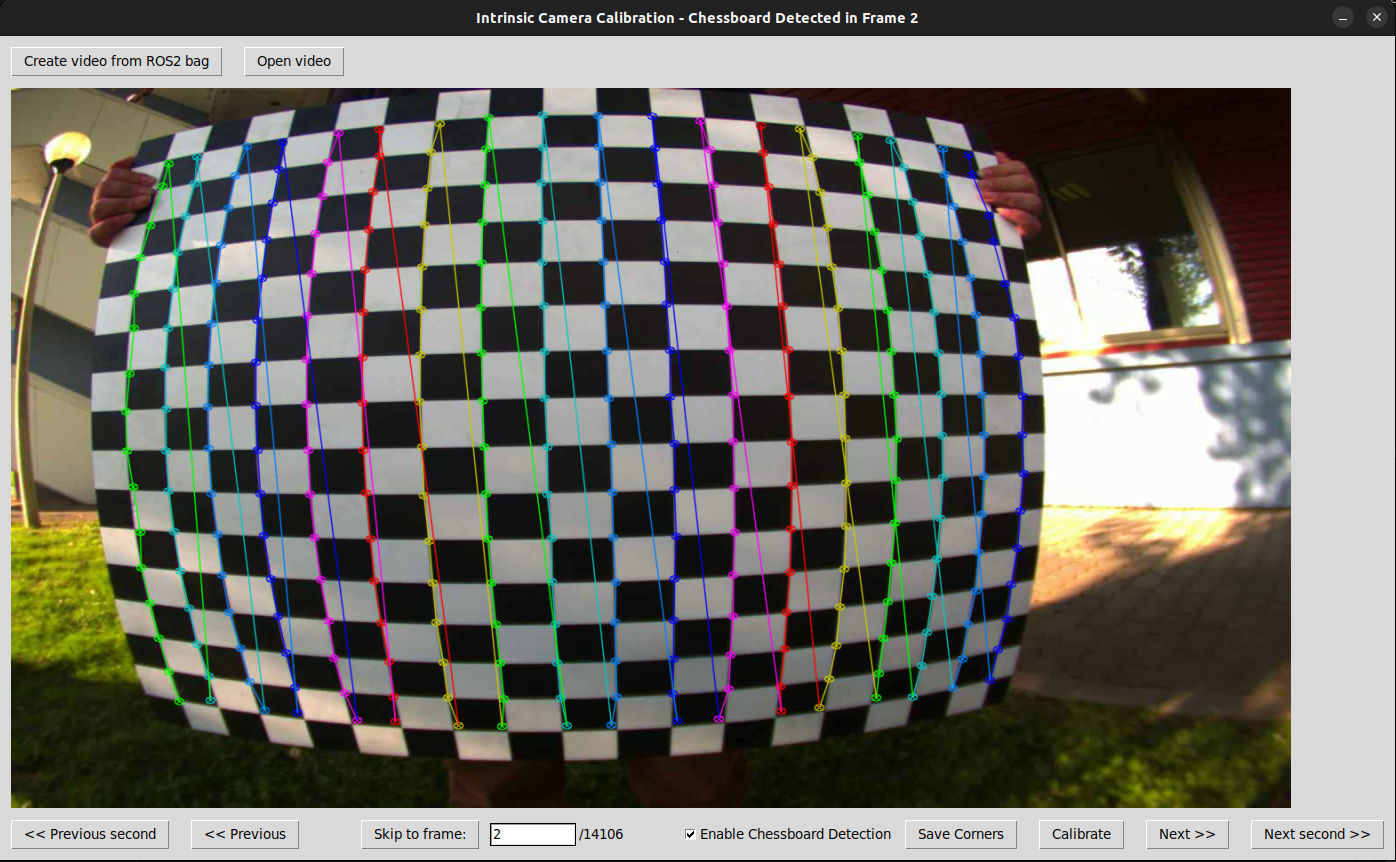 Intrinsic Camera Calibration - Chessboard Detected in Frame 2
Create video from ROS2 bag Open video
<< Previous second << Previous Skip to frame: 2 /14106 Enable Chessboard Detection Save Corners Calibrate Next >> Next second >>